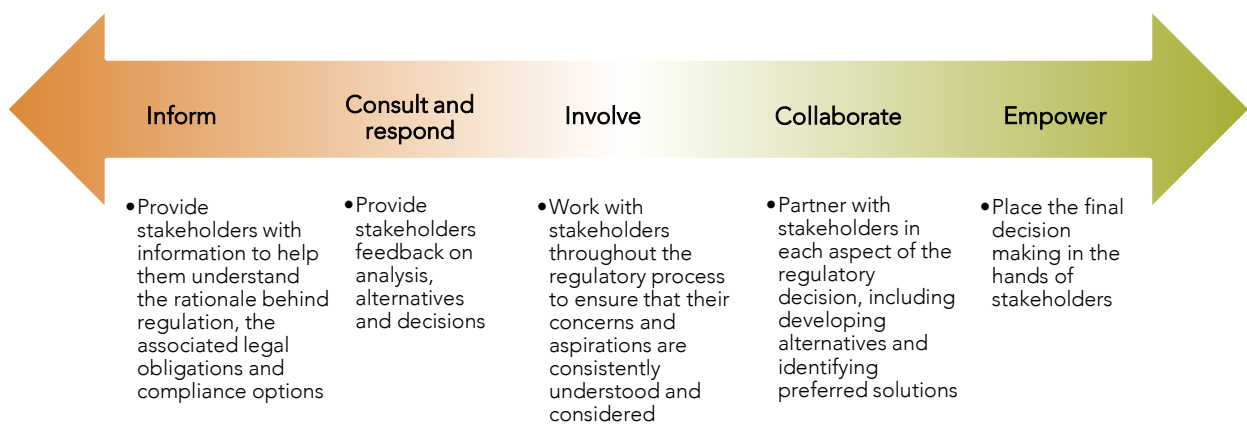 Inform
Consult and
respond
Involve
Collaborate
Empower
•Provide
stakeholders with
information to help
them understand
the rationale behind
regulation, the
associated legal
obligations and
compliance options
•Provide
stakeholders
feedback on
analysis,
alternatives
and decisions
•Work with
stakeholders
throughout the
regulatory process
to ensure that their
concerns and
aspirations are
consistently
understood and
considered
•Partner with
stakeholders in
each aspect of the
regulatory
decision, including
developing
alternatives and
identifying
preferred solutions
•Place the final
decision
making in the
hands of
stakeholders